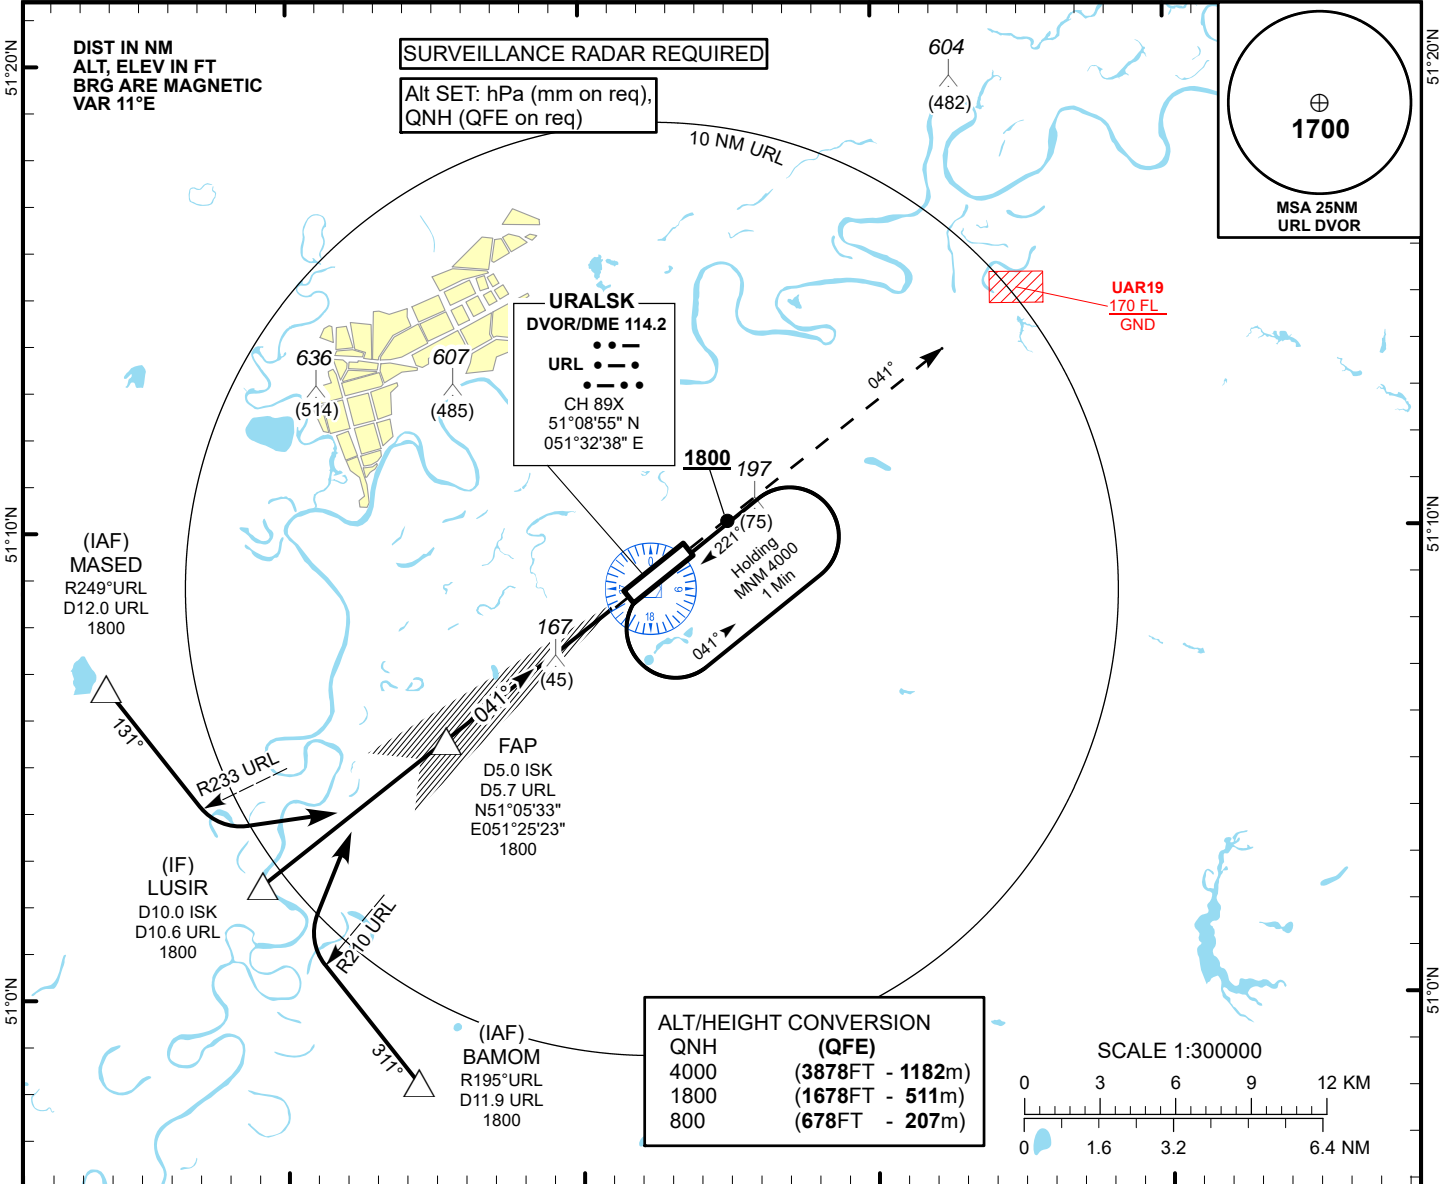 DIST IN NM
ALT, ELEV IN FT
BRG ARE MAGNETIC
VAR 11°E
SURVEILLANCE RADAR REQUIRED
Alt SET: hPa (mm on req),
QNH (QFE on req)
604
(482)
1700
MSA 25NM
URL DVOR
51°20'N
51°20'N
10 NM URL
UAR19
170 FL
GND
URALSK
DVOR/DME 114.2
URL
CH 89X
51°08'55" N
051°32'38" E
636
(514)
607
(485)
041°
1800
197
(75)
221°
Holding
MNM 4000
1 Min
041°
0
9
18
27
51°10'N
51°10'N
(IAF)
MASED
R249°URL
D12.0 URL
1800
131°
R233 URL
167
(45)
041°
FAP
D5.0 ISK
D5.7 URL
N51°05'33"
E051°25'23"
1800
(IF)
LUSIR
D10.0 ISK
D10.6 URL
1800
R210 URL
311°
(IAF)
BAMOM
R195°URL
D11.9 URL
1800
51°0'N
51°0'N
ALT/HEIGHT CONVERSION
QNH (QFE)
4000 (3878FT - 1182m)
1800 (1678FT - 511m)
800 (678FT - 207m)
SCALE 1:300000
0 3 6 9 12 KM
0 1.6 3.2 6.4 NM